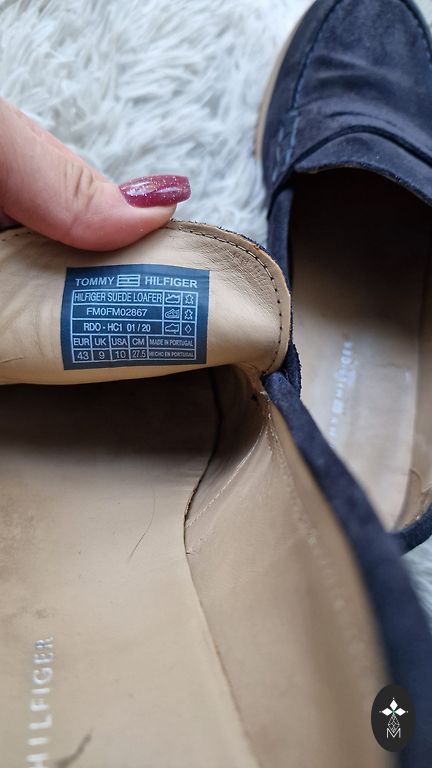 TOMMY HILFIGER
HILFIGER SUEDE LOAFER
FM0FM02867
RDO - HC1 01 / 20
EUR UK USA CM MADE IN PORTUGAL
43 9 10 27.5 HECHO EN PORTUGAL
HILFIGER
HILFIGER
M